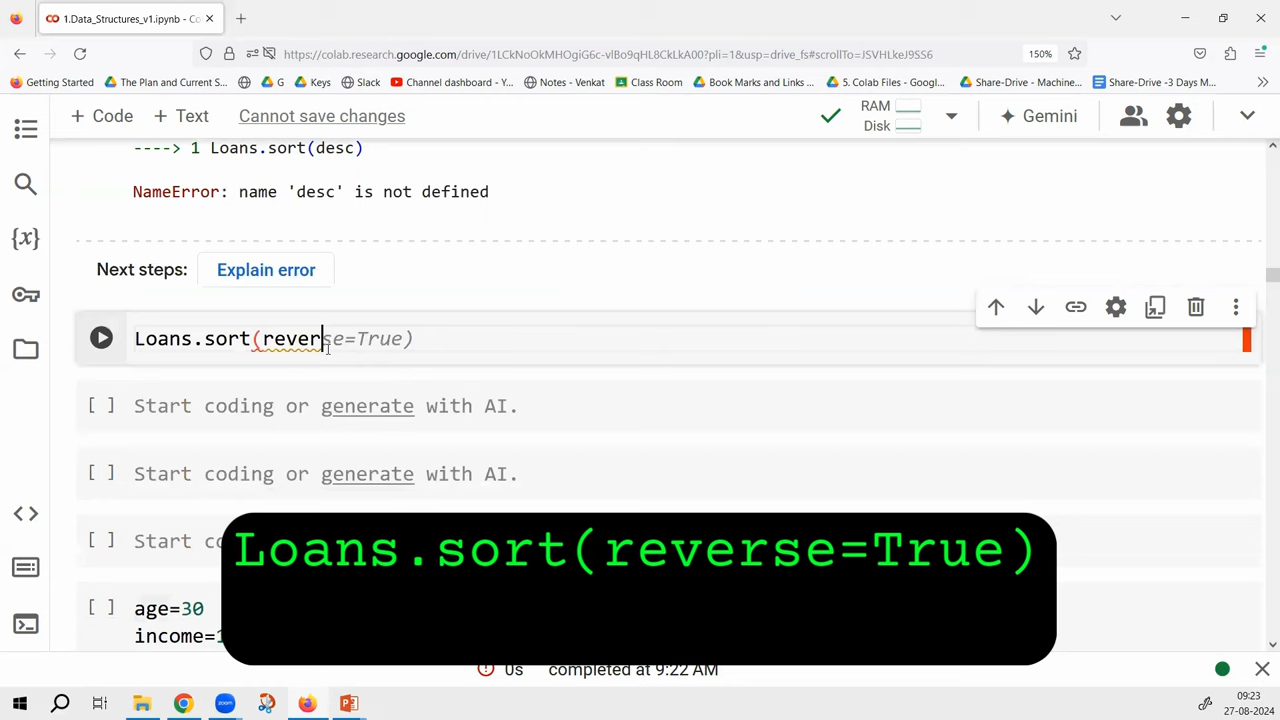 1.Data_Structures_v1.ipynb - Co
https://colab.research.google.com/drive/1LCkNoOkMHOgiG6c-vlBo9qHL8CkLkA00?pli=1&usp=drive_fs#scrollTo=JSVHLkeJ9SS6
150%
Getting Started
The Plan and Current S...
G
Keys
Slack
Channel dashboard - Y...
Notes - Venkat
Class Room
Book Marks and Links ...
5. Colab Files - Googl...
Share-Drive - Machine...
Share-Drive -3 Days M...
+ Code
+ Text
Cannot save changes
RAM
Disk
Gemini
----> 1 Loans.sort(desc)
NameError: name 'desc' is not defined
Next steps:
Explain error
Loans.sort(reverse=True)
[ ] Start coding or generate with AI.
[ ] Start coding or generate with AI.
[ ] Start co
Loans.sort(reverse=True)
[ ] age=30
income=1
0s completed at 9:22 AM
zoom
09:23
27-08-2024